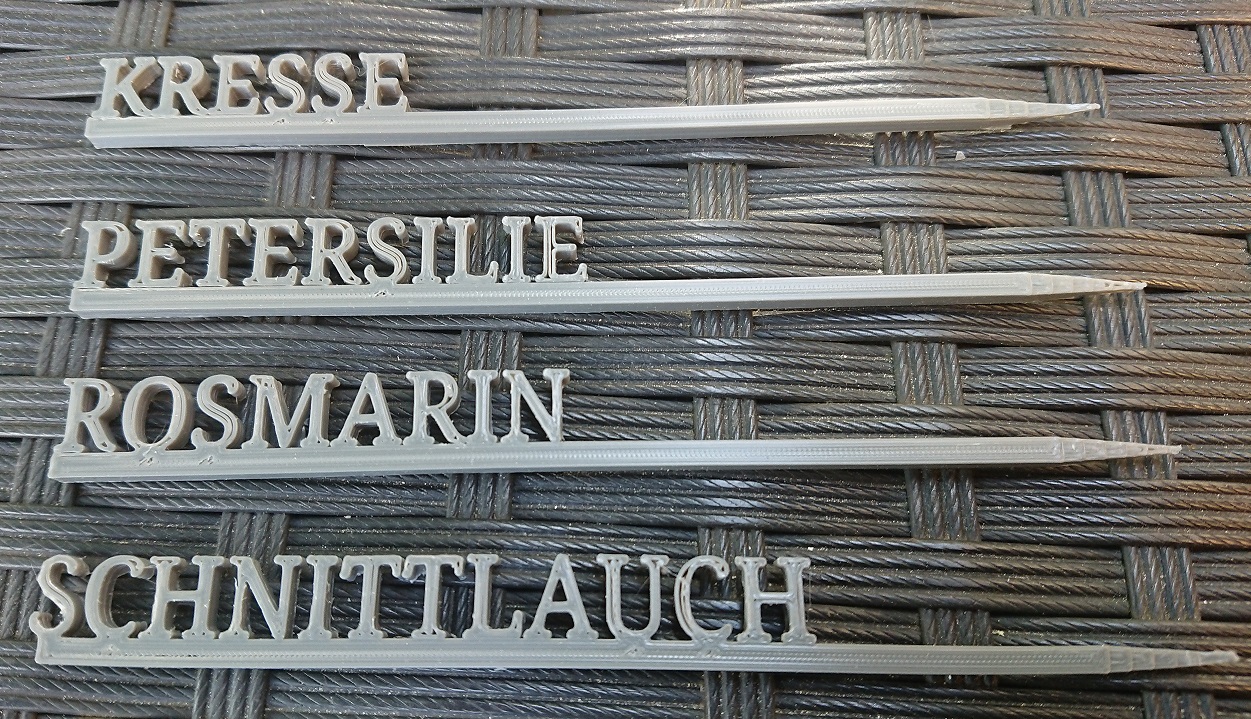 KRESSE
PETERSILIE
ROSMARIN
SCHNITTLAUCH